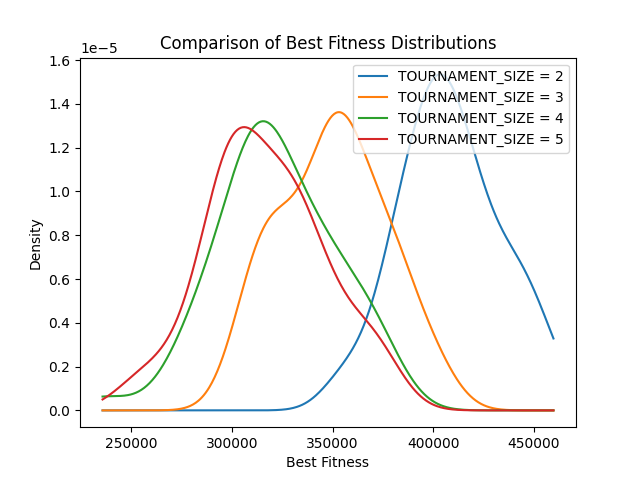 Comparison of Best Fitness Distributions
1e−5
1.6
1.4
1.2
1.0
0.8
0.6
0.4
0.2
0.0
Density
TOURNAMENT_SIZE = 2
TOURNAMENT_SIZE = 3
TOURNAMENT_SIZE = 4
TOURNAMENT_SIZE = 5
250000 300000 350000 400000 450000
Best Fitness